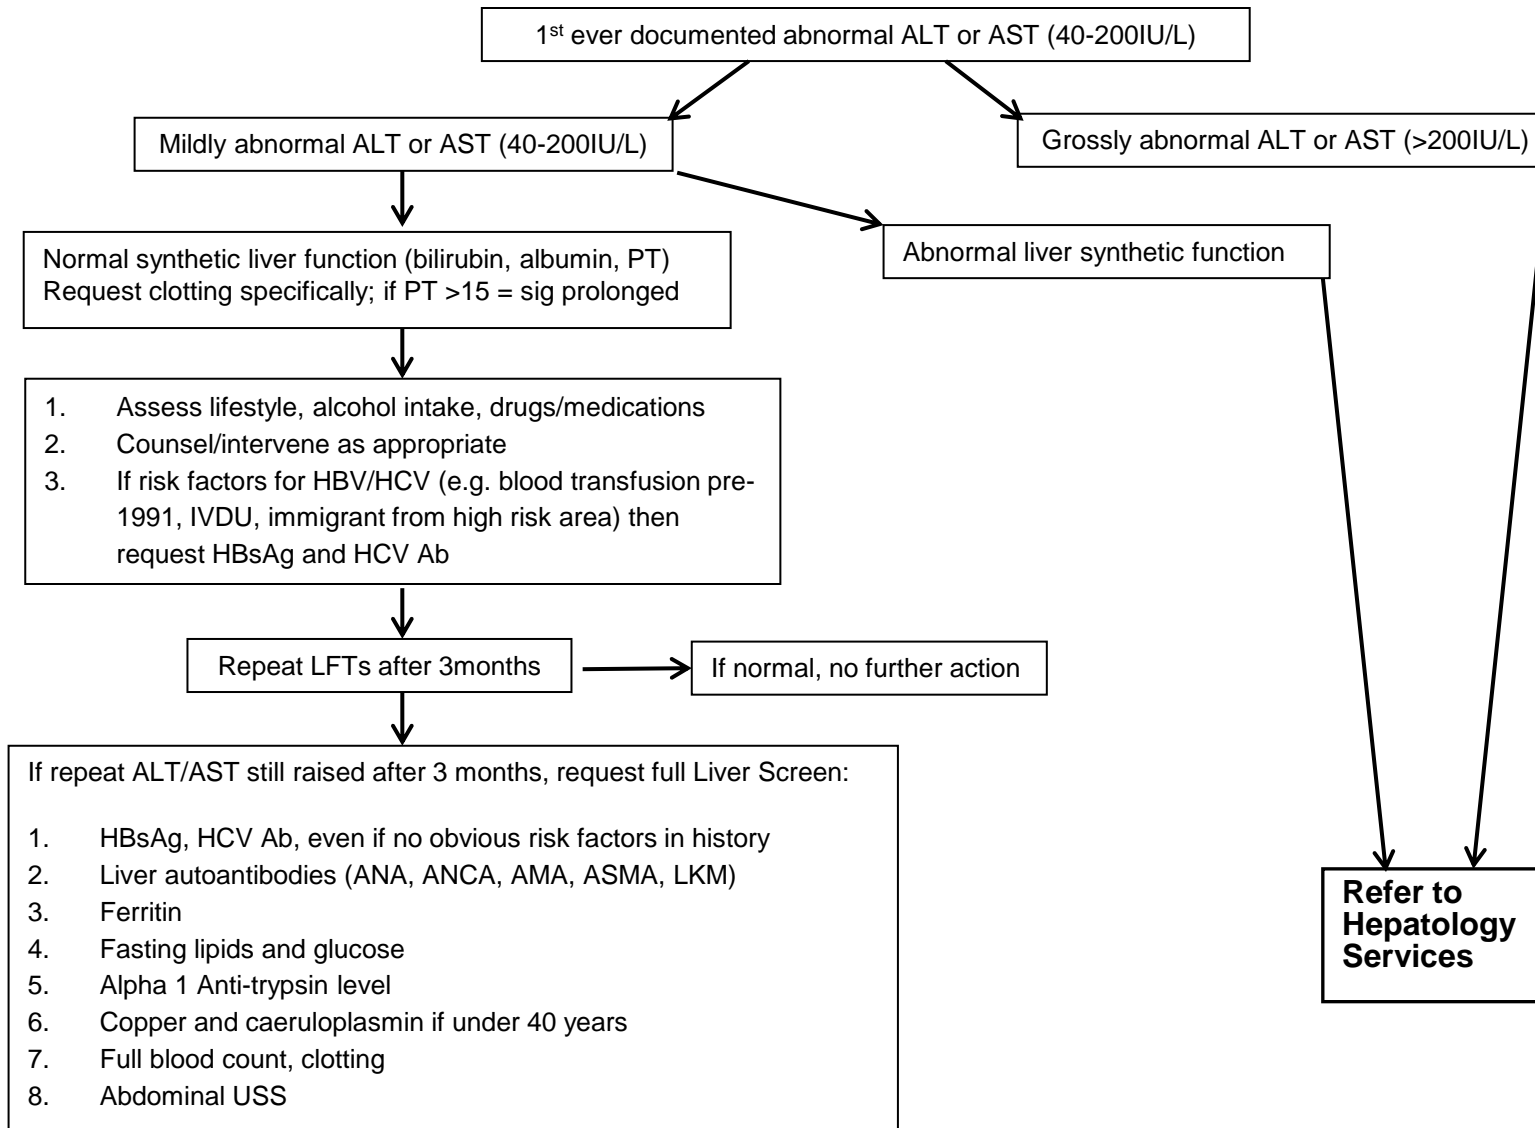 1st ever documented abnormal ALT or AST (40-200IU/L)
Mildly abnormal ALT or AST (40-200IU/L)
Grossly abnormal ALT or AST (>200IU/L)
Normal synthetic liver function (bilirubin, albumin, PT)
Request clotting specifically; if PT >15 = sig prolonged
Abnormal liver synthetic function
1. Assess lifestyle, alcohol intake, drugs/medications
2. Counsel/intervene as appropriate
3. If risk factors for HBV/HCV (e.g. blood transfusion pre-
1991, IVDU, immigrant from high risk area) then
request HBsAg and HCV Ab
Repeat LFTs after 3months
If normal, no further action
If repeat ALT/AST still raised after 3 months, request full Liver Screen:
1. HBsAg, HCV Ab, even if no obvious risk factors in history
2. Liver autoantibodies (ANA, ANCA, AMA, ASMA, LKM)
3. Ferritin
4. Fasting lipids and glucose
5. Alpha 1 Anti-trypsin level
6. Copper and caeruloplasmin if under 40 years
7. Full blood count, clotting
8. Abdominal USS
Refer to
Hepatology
Services